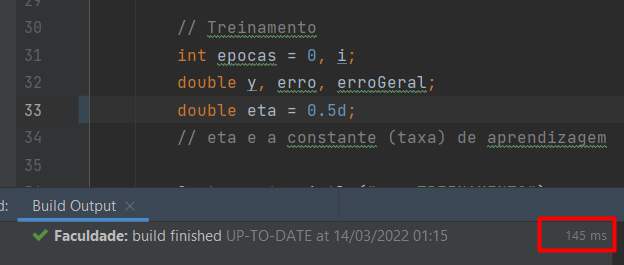 30 // Treinamento
31 int epocas = 0, i;
32 double y, erro, erroGeral;
33 double eta = 0.5d;
34 // eta e a constante (taxa) de aprendizagem
35
d: Build Output ×
Faculdade: build finished UP-TO-DATE at 14/03/2022 01:15 145 ms